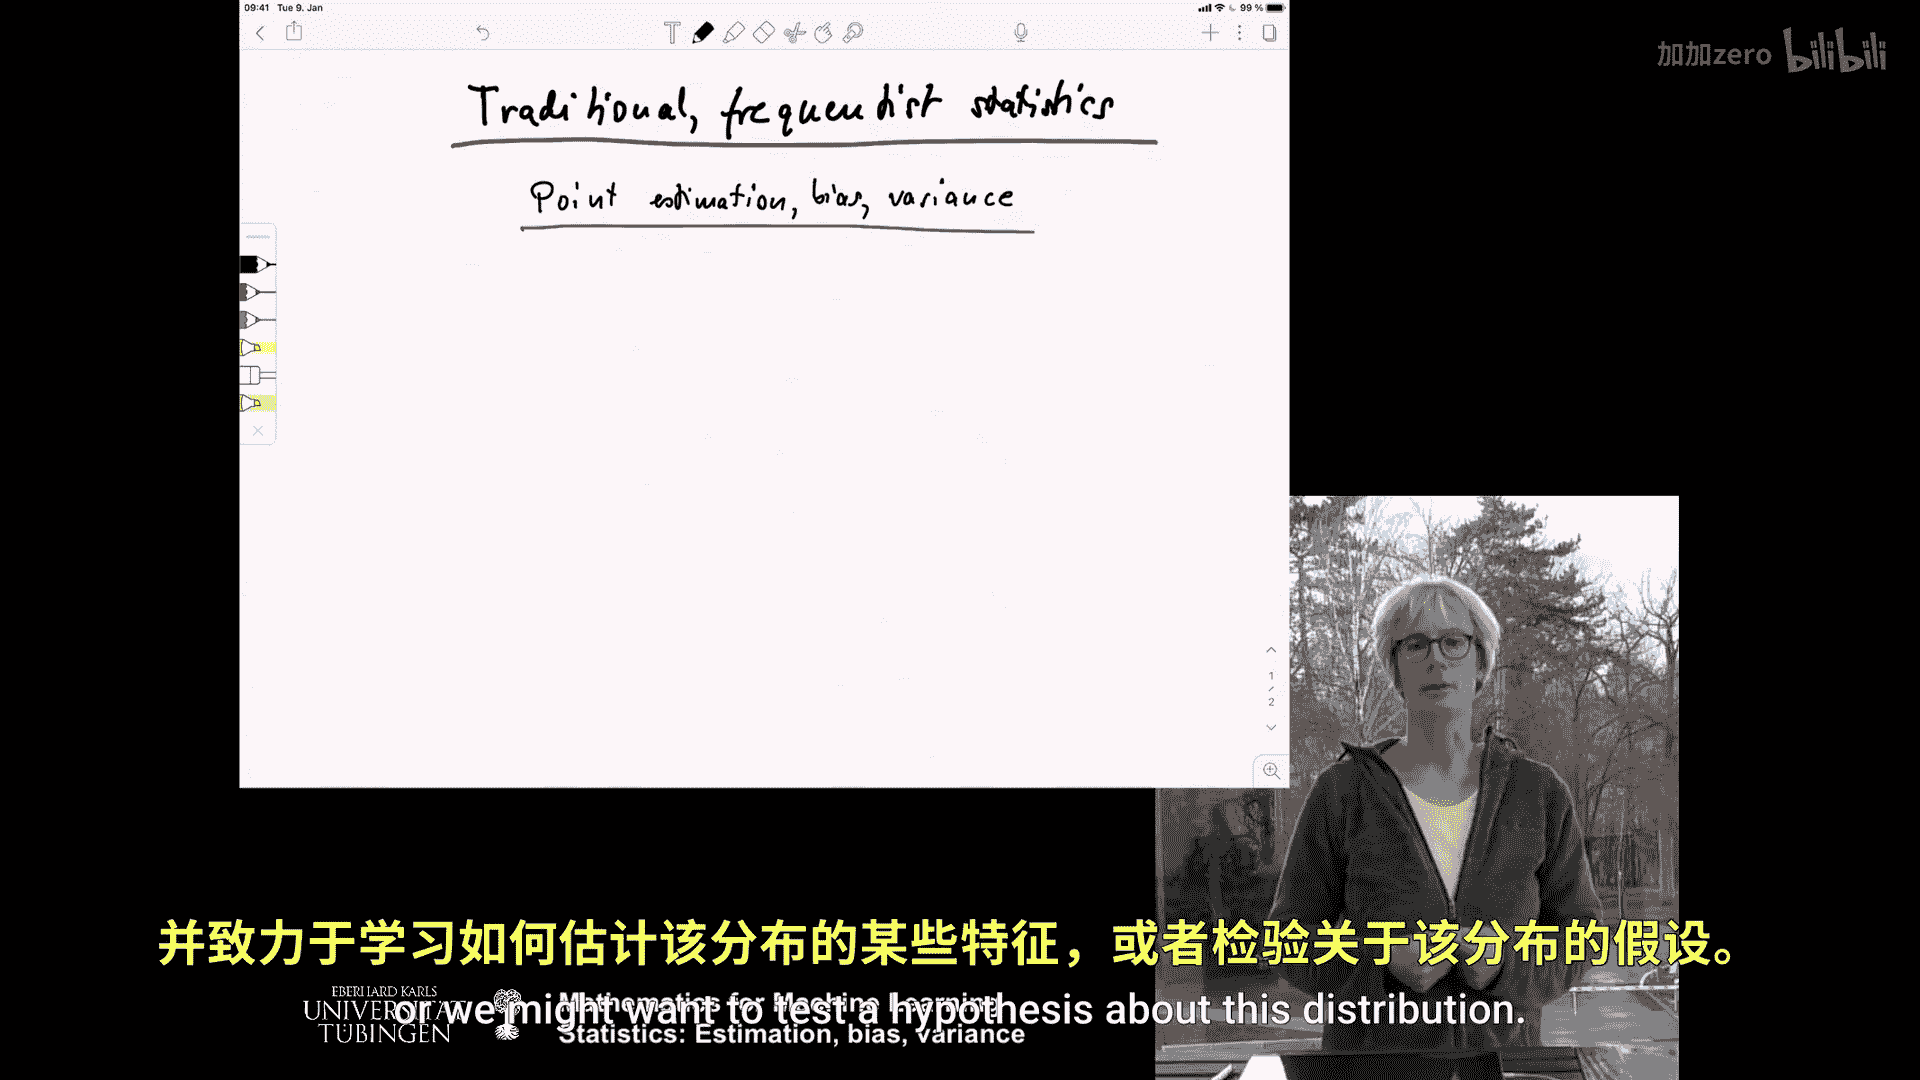 09:41 Tue 9. Jan
99 %
加加zero bilibili
Traditional, frequentist statistics
Point estimation, bias, variance
1
/
2
并致力于学习如何估计该分布的某些特征，或者检验关于该分布的假设。
or we might want to test a hypothesis about this distribution.
EBERHARD KARLS
UNIVERSITÄT
TÜBINGEN
Mathematics for Machine Learning
Statistics: Estimation, bias, variance